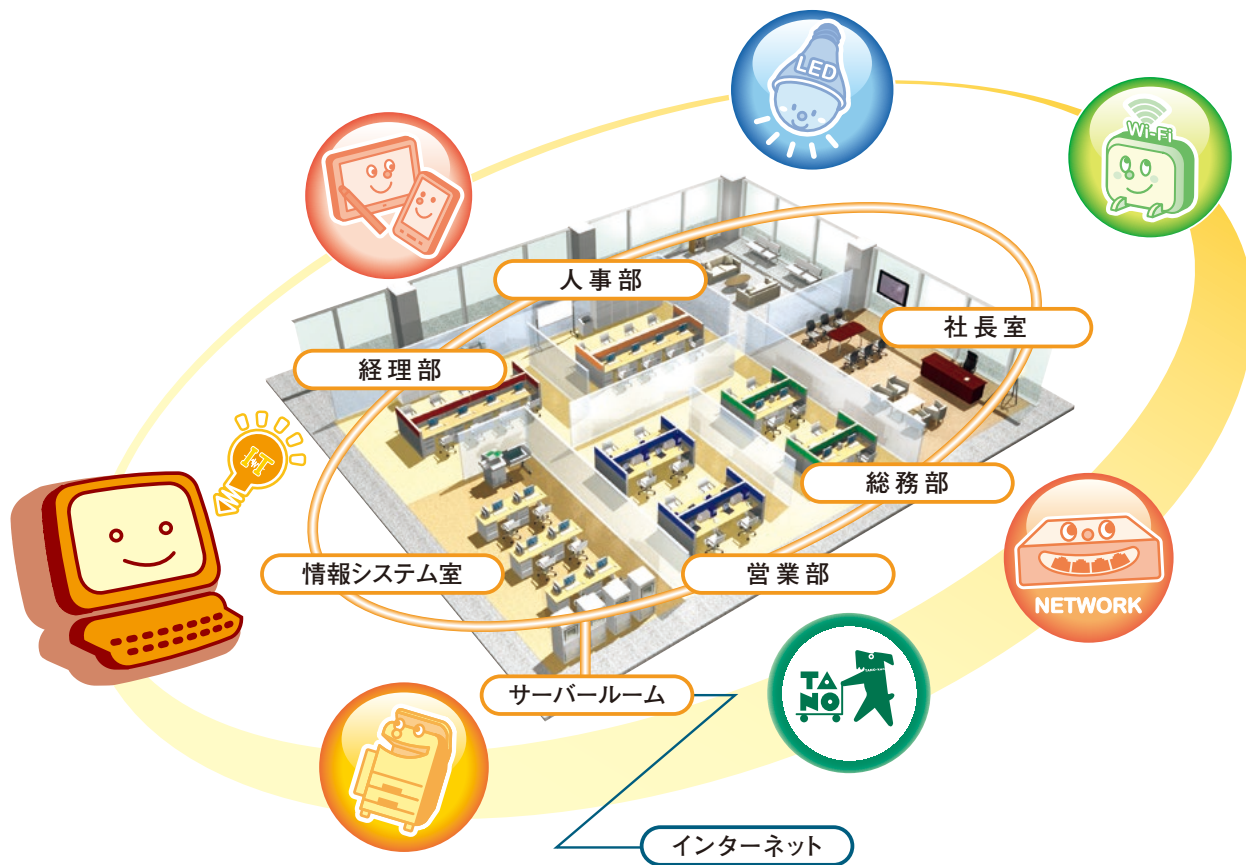 LED
Wi-Fi
人事部
社長室
経理部
総務部
情報システム室
営業部
NETWORK
サーバールーム
TA
NO
インターネット